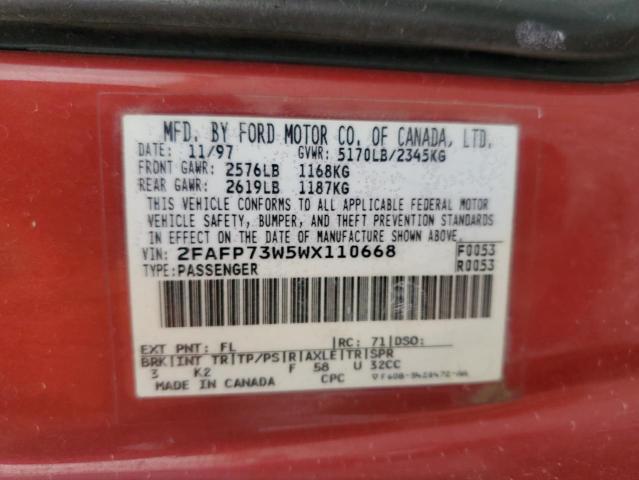 MFD. BY FORD MOTOR CO. OF CANADA, LTD.
DATE: 11/97 GVWR: 5170LB/2345KG
FRONT GAWR: 2576LB 1168KG
REAR GAWR: 2619LB 1187KG
THIS VEHICLE CONFORMS TO ALL APPLICABLE FEDERAL MOTOR
VEHICLE SAFETY, BUMPER, AND THEFT PREVENTION STANDARDS
IN EFFECT ON THE DATE OF MANUFACTURE SHOWN ABOVE.
VIN: 2FAFP73W5WX110668 F0053
TYPE: PASSENGER R0053
EXT PNT: FL RC: 71 DSO:
BRK INT TR TP/PS R AXLE TR SPR
3 K2 F 58 U 32CC
MADE IN CANADA CPC